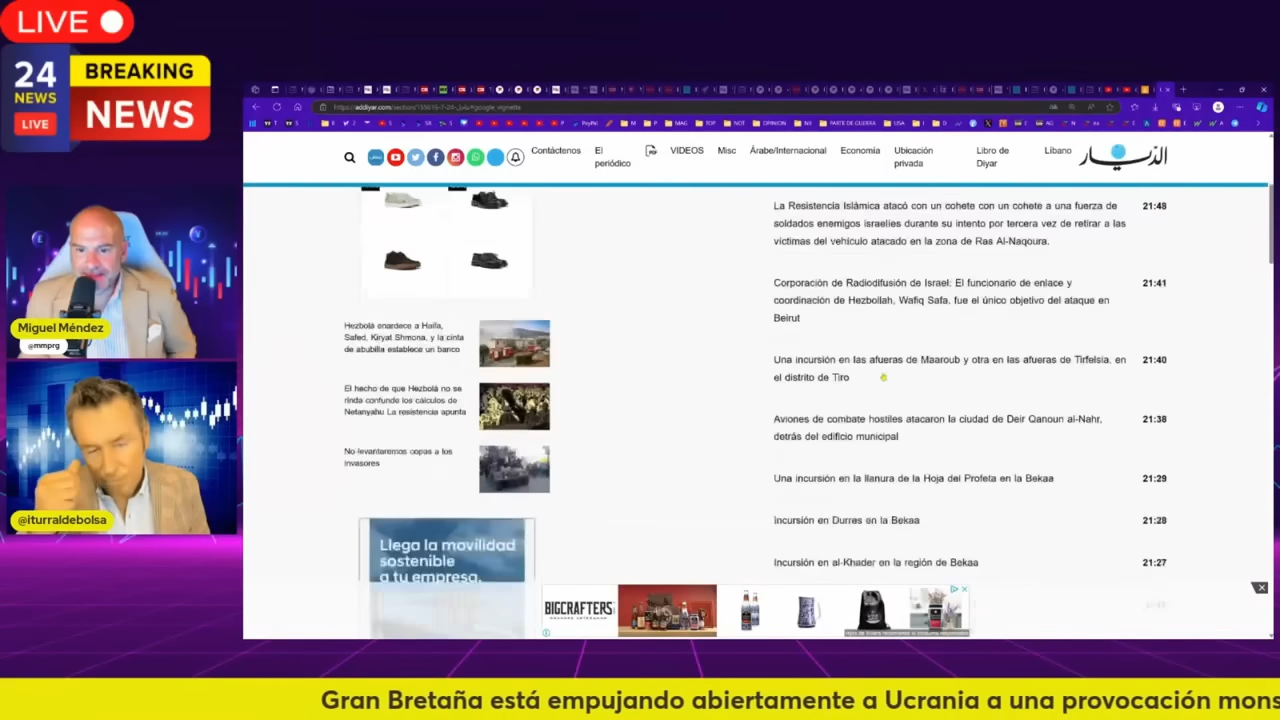 LIVE
24
NEWS
LIVE
BREAKING
NEWS
Miguel Méndez
@mmprg
@iturraldebolsa
Contáctenos
El
periódico
VIDEOS
Misc
Árabe/Internacional
Economía
Ubicación
privada
Libro de
Diyar
Líbano
الديار
La Resistencia Islámica atacó con un cohete con un cohete a una fuerza de
soldados enemigos israelíes durante su intento por tercera vez de retirar a las
víctimas del vehículo atacado en la zona de Ras Al-Naqoura.
21:48
Corporación de Radiodifusión de Israel: El funcionario de enlace y
coordinación de Hezbollah, Wafiq Safa, fue el único objetivo del ataque en
Beirut
21:41
Una incursión en las afueras de Maaroub y otra en las afueras de Tirfelsia, en
el distrito de Tiro
21:40
Aviones de combate hostiles atacaron la ciudad de Deir Qanoun al-Nahr,
detrás del edificio municipal
21:38
Una incursión en la llanura de la Hoja del Profeta en la Bekaa
21:29
Incursión en Durres en la Bekaa
21:28
Incursión en al-Khader en la región de Bekaa
21:27
Hezbolá enardece a Haifa,
Safed, Kiryat Shmona, y la cinta
de abubilla establece un banco
El hecho de que Hezbolá no se
rinda confunde los cálculos de
Netanyahu La resistencia apunta
No levantaremos copas a los
invasores
Llega la movilidad
sostenible
a tu empresa.
BIGCRAFTERS
Gran Bretaña está empujando abiertamente a Ucrania a una provocación mons